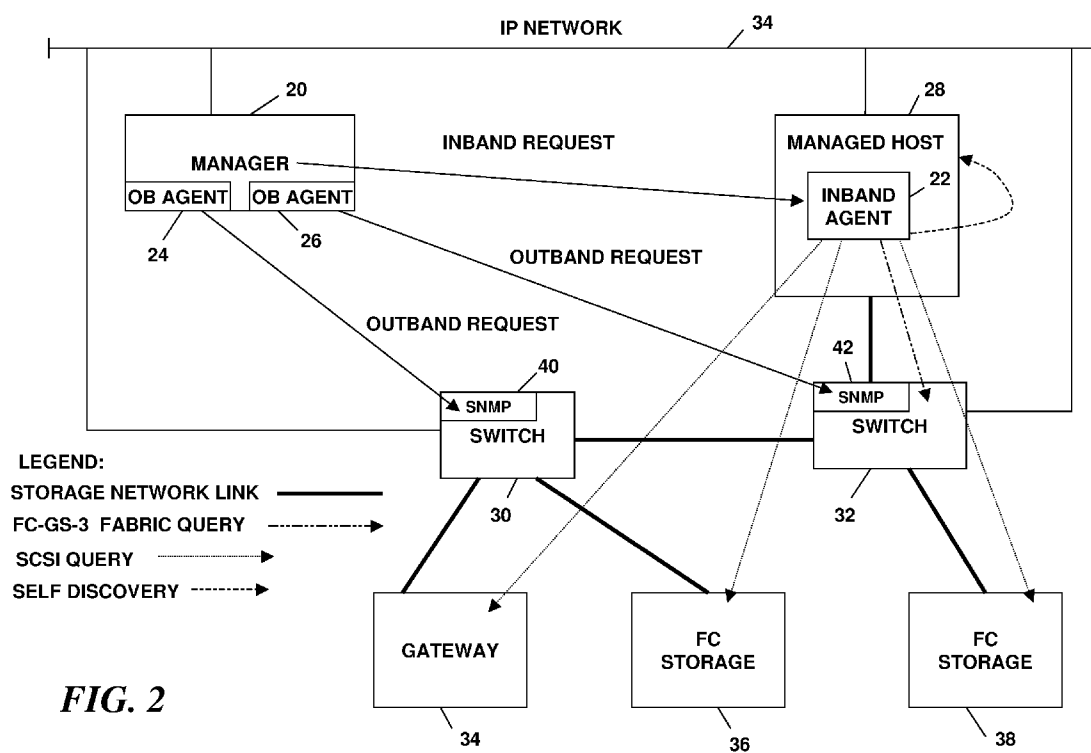 IP NETWORK
34
20
28
MANAGER
OB AGENT
OB AGENT
24
26
INBAND REQUEST
MANAGED HOST
INBAND
AGENT
22
OUTBAND REQUEST
OUTBAND REQUEST
40
SNMP
SWITCH
30
42
SNMP
SWITCH
32
LEGEND:
STORAGE NETWORK LINK
FC-GS-3 FABRIC QUERY
SCSI QUERY
SELF DISCOVERY
GATEWAY
34
FC
STORAGE
36
FC
STORAGE
38
FIG. 2